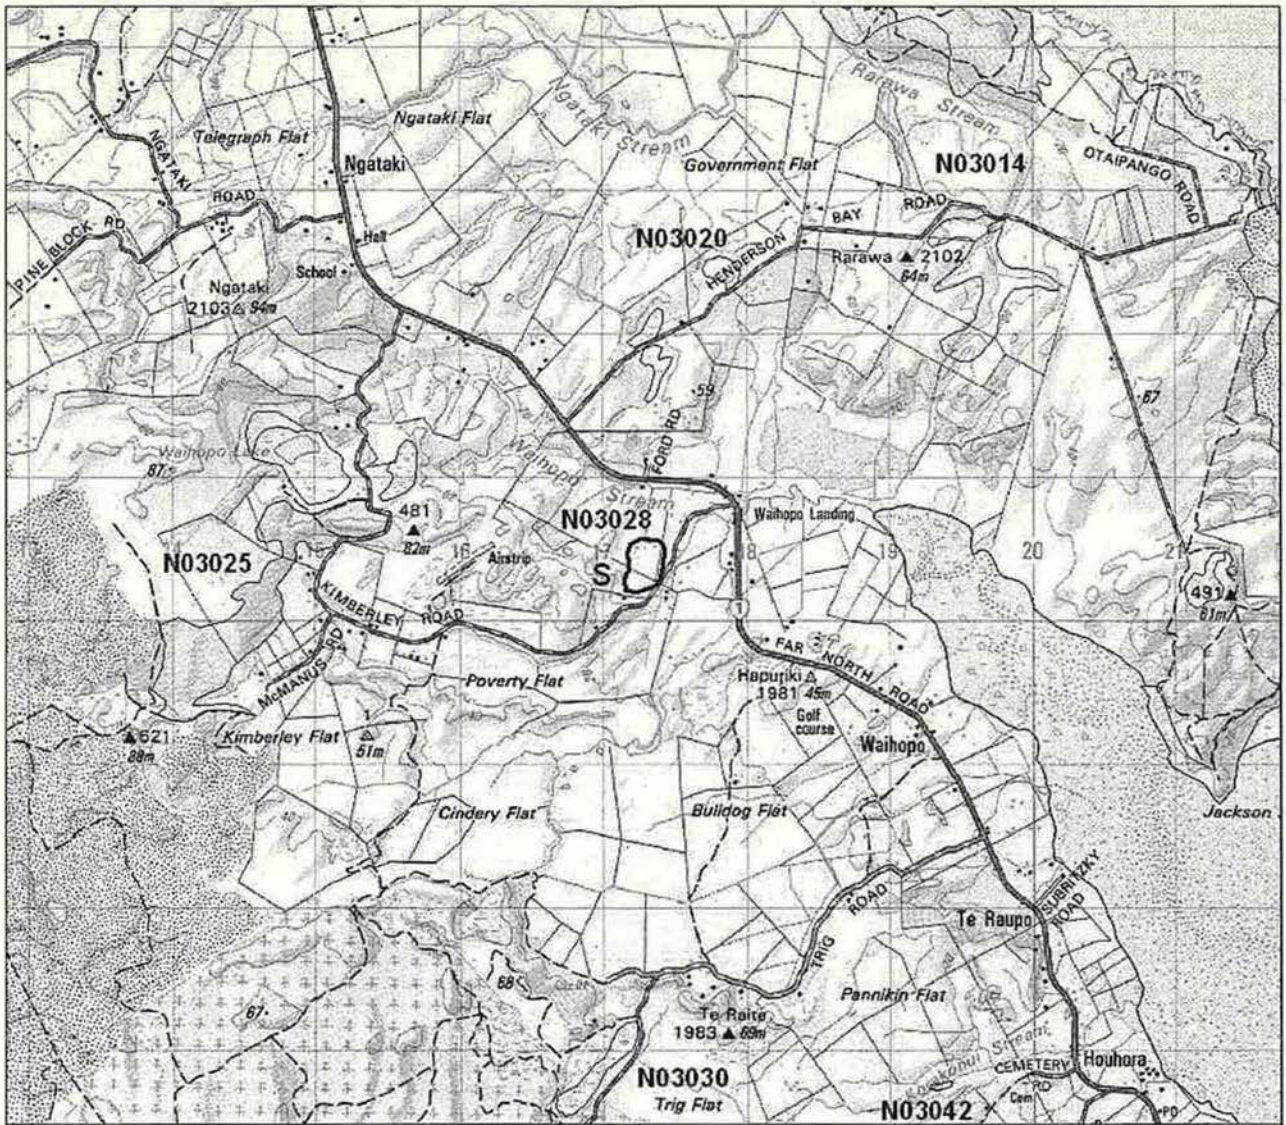 Rarawa Stream
Ngataki Stream
Telegraph Flat
Ngataki Flat
NGATAKI
ROAD
Ngataki
Government Flat
N03014
OTAIPANGO ROAD
PINE BLOCK RD
Hall
N03020
HENDERSON
BAY
ROAD
School
Rarawa ▲ 2102
64m
Ngataki
2103 △ 94m
59
67
Waihopo Lake
87
FORD RD
Waihopo Stream
481
82m
N03028
Waihopo Landing
15
16
17
18
19
20
21
N03025
Airstrip
S
491
61m
KIMBERLEY ROAD
1
McMANUS RD
FAR NORTH ROAD
Poverty Flat
Hapuriki △
1981 45m
Golf
course
Waihopo
521
88m
Kimberley Flat
1
51m
Cindery Flat
Bulldog Flat
Jackson
SUBRITZKY
ROAD
TRIG
ROAD
Te Raupo
68
67
Pannikin Flat
Te Raite
1983 ▲ 69m
Stream
CEMETERY
RD
Houhora
N03030
Trig Flat
Cem
N03042
PO